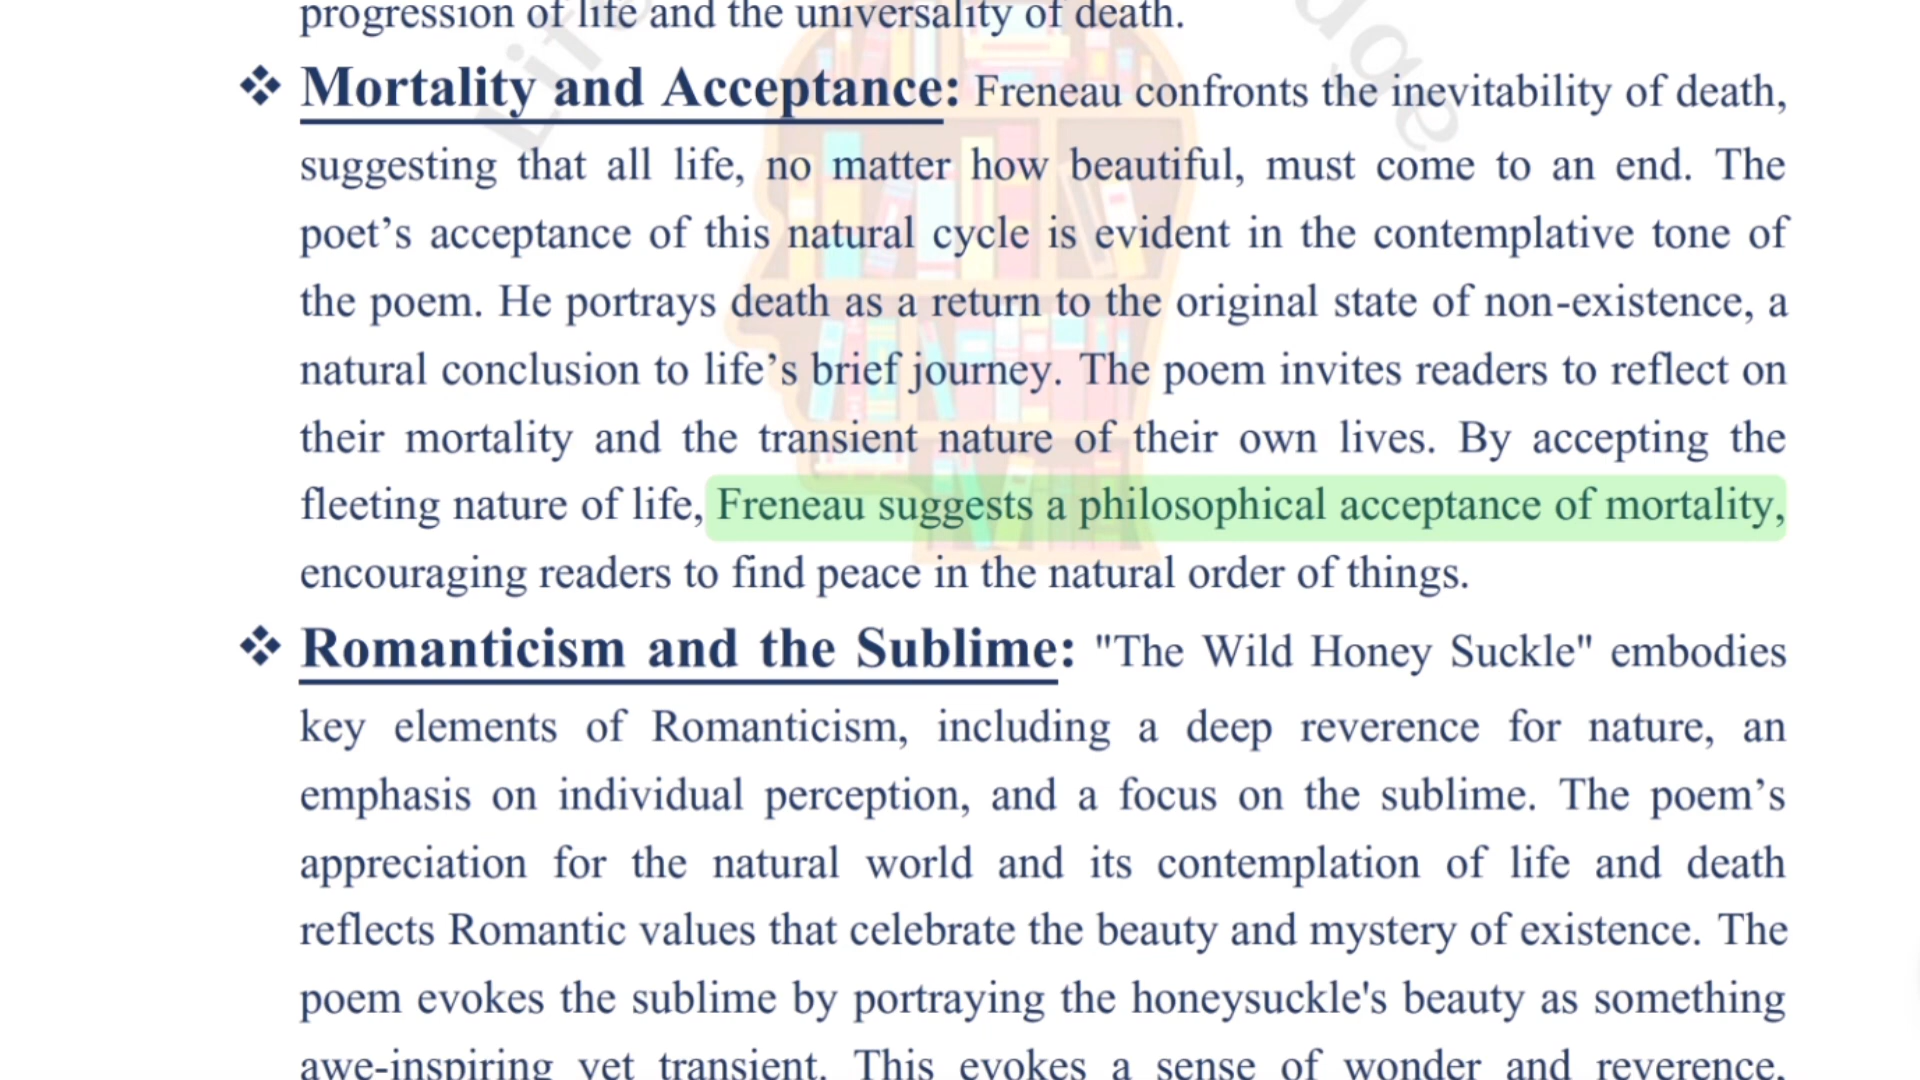 progression of life and the universality of death.
❖ Mortality and Acceptance: Freneau confronts the inevitability of death,
suggesting that all life, no matter how beautiful, must come to an end. The
poet’s acceptance of this natural cycle is evident in the contemplative tone of
the poem. He portrays death as a return to the original state of non-existence, a
natural conclusion to life’s brief journey. The poem invites readers to reflect on
their mortality and the transient nature of their own lives. By accepting the
fleeting nature of life, Freneau suggests a philosophical acceptance of mortality,
encouraging readers to find peace in the natural order of things.
❖ Romanticism and the Sublime: "The Wild Honey Suckle" embodies
key elements of Romanticism, including a deep reverence for nature, an
emphasis on individual perception, and a focus on the sublime. The poem’s
appreciation for the natural world and its contemplation of life and death
reflects Romantic values that celebrate the beauty and mystery of existence. The
poem evokes the sublime by portraying the honeysuckle's beauty as something
awe-inspiring yet transient. This evokes a sense of wonder and reverence,